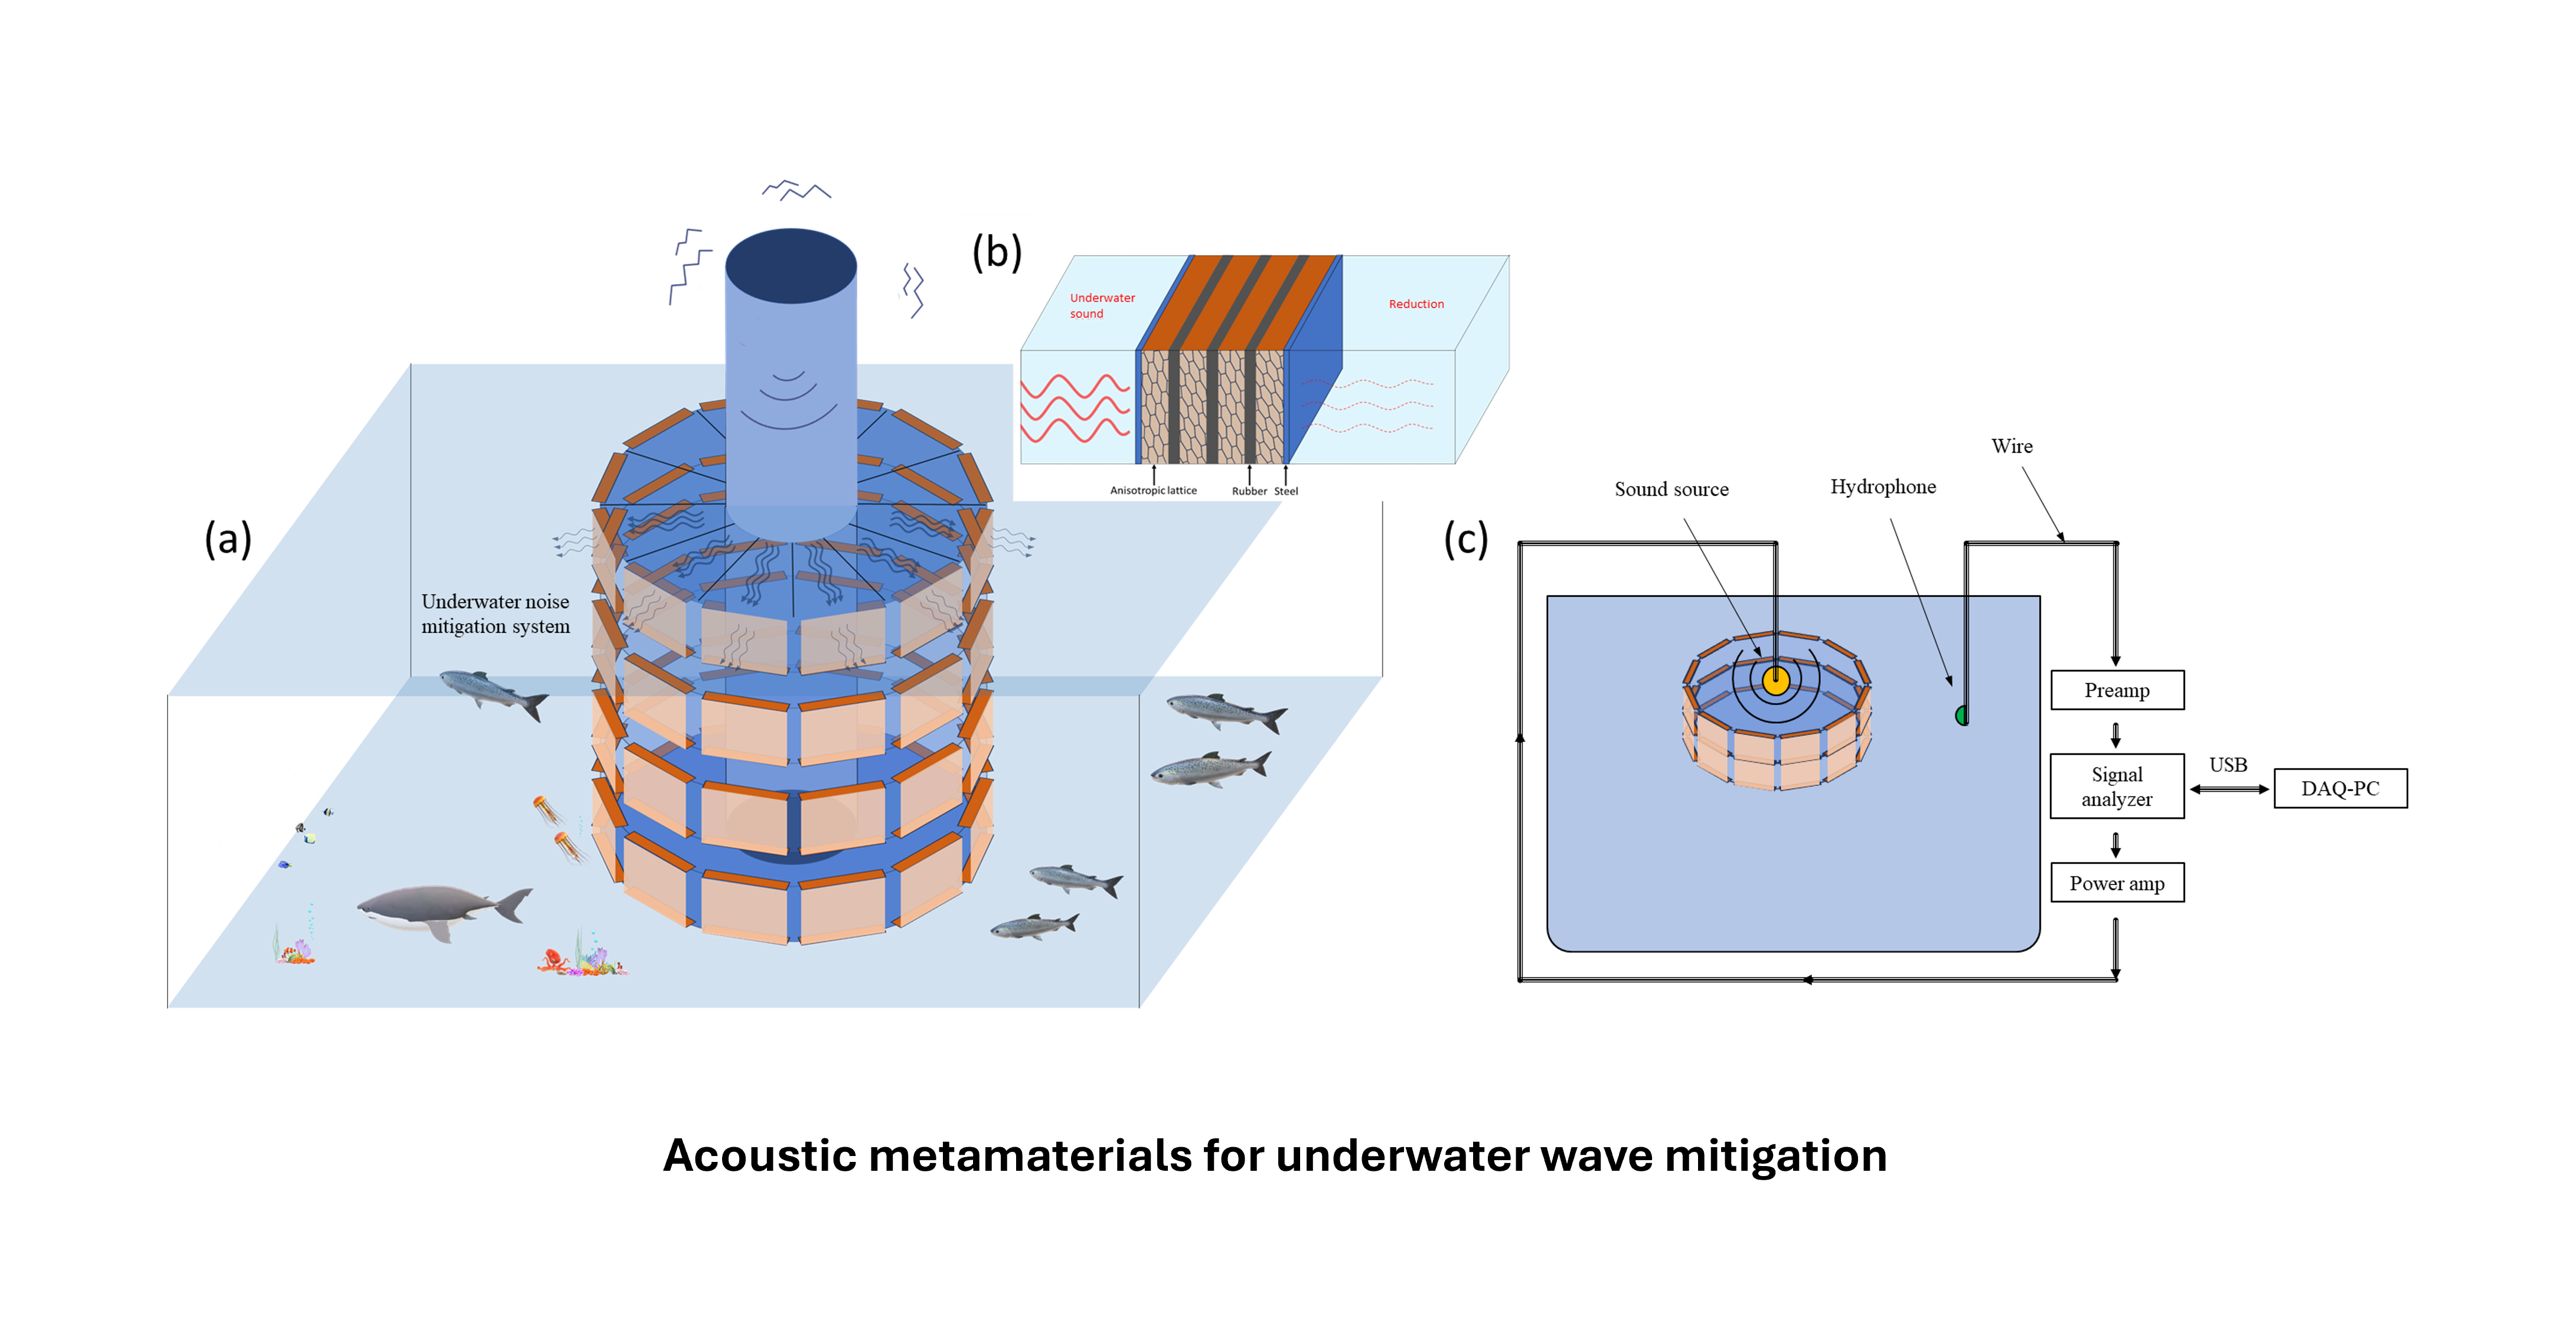 (a)
Underwater noise
mitigation system
(b)
Underwater
sound
Reduction
Anisotropic lattice
Rubber
Steel
(c)
Sound source
Hydrophone
Wire
Preamp
Signal
analyzer
USB
DAQ-PC
Power amp
Acoustic metamaterials for underwater wave mitigation